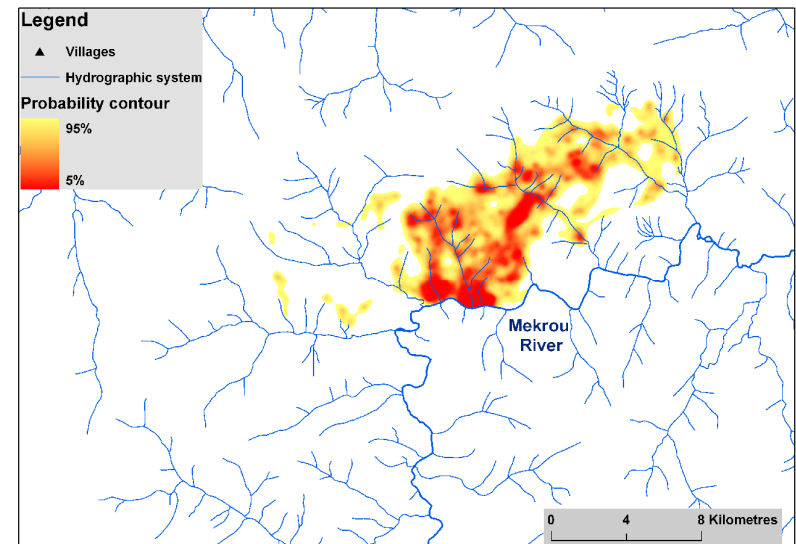 Legend
Villages
Hydrographic system
Probability contour
95%
5%
Mekrou
River
0 4 8 Kilometres